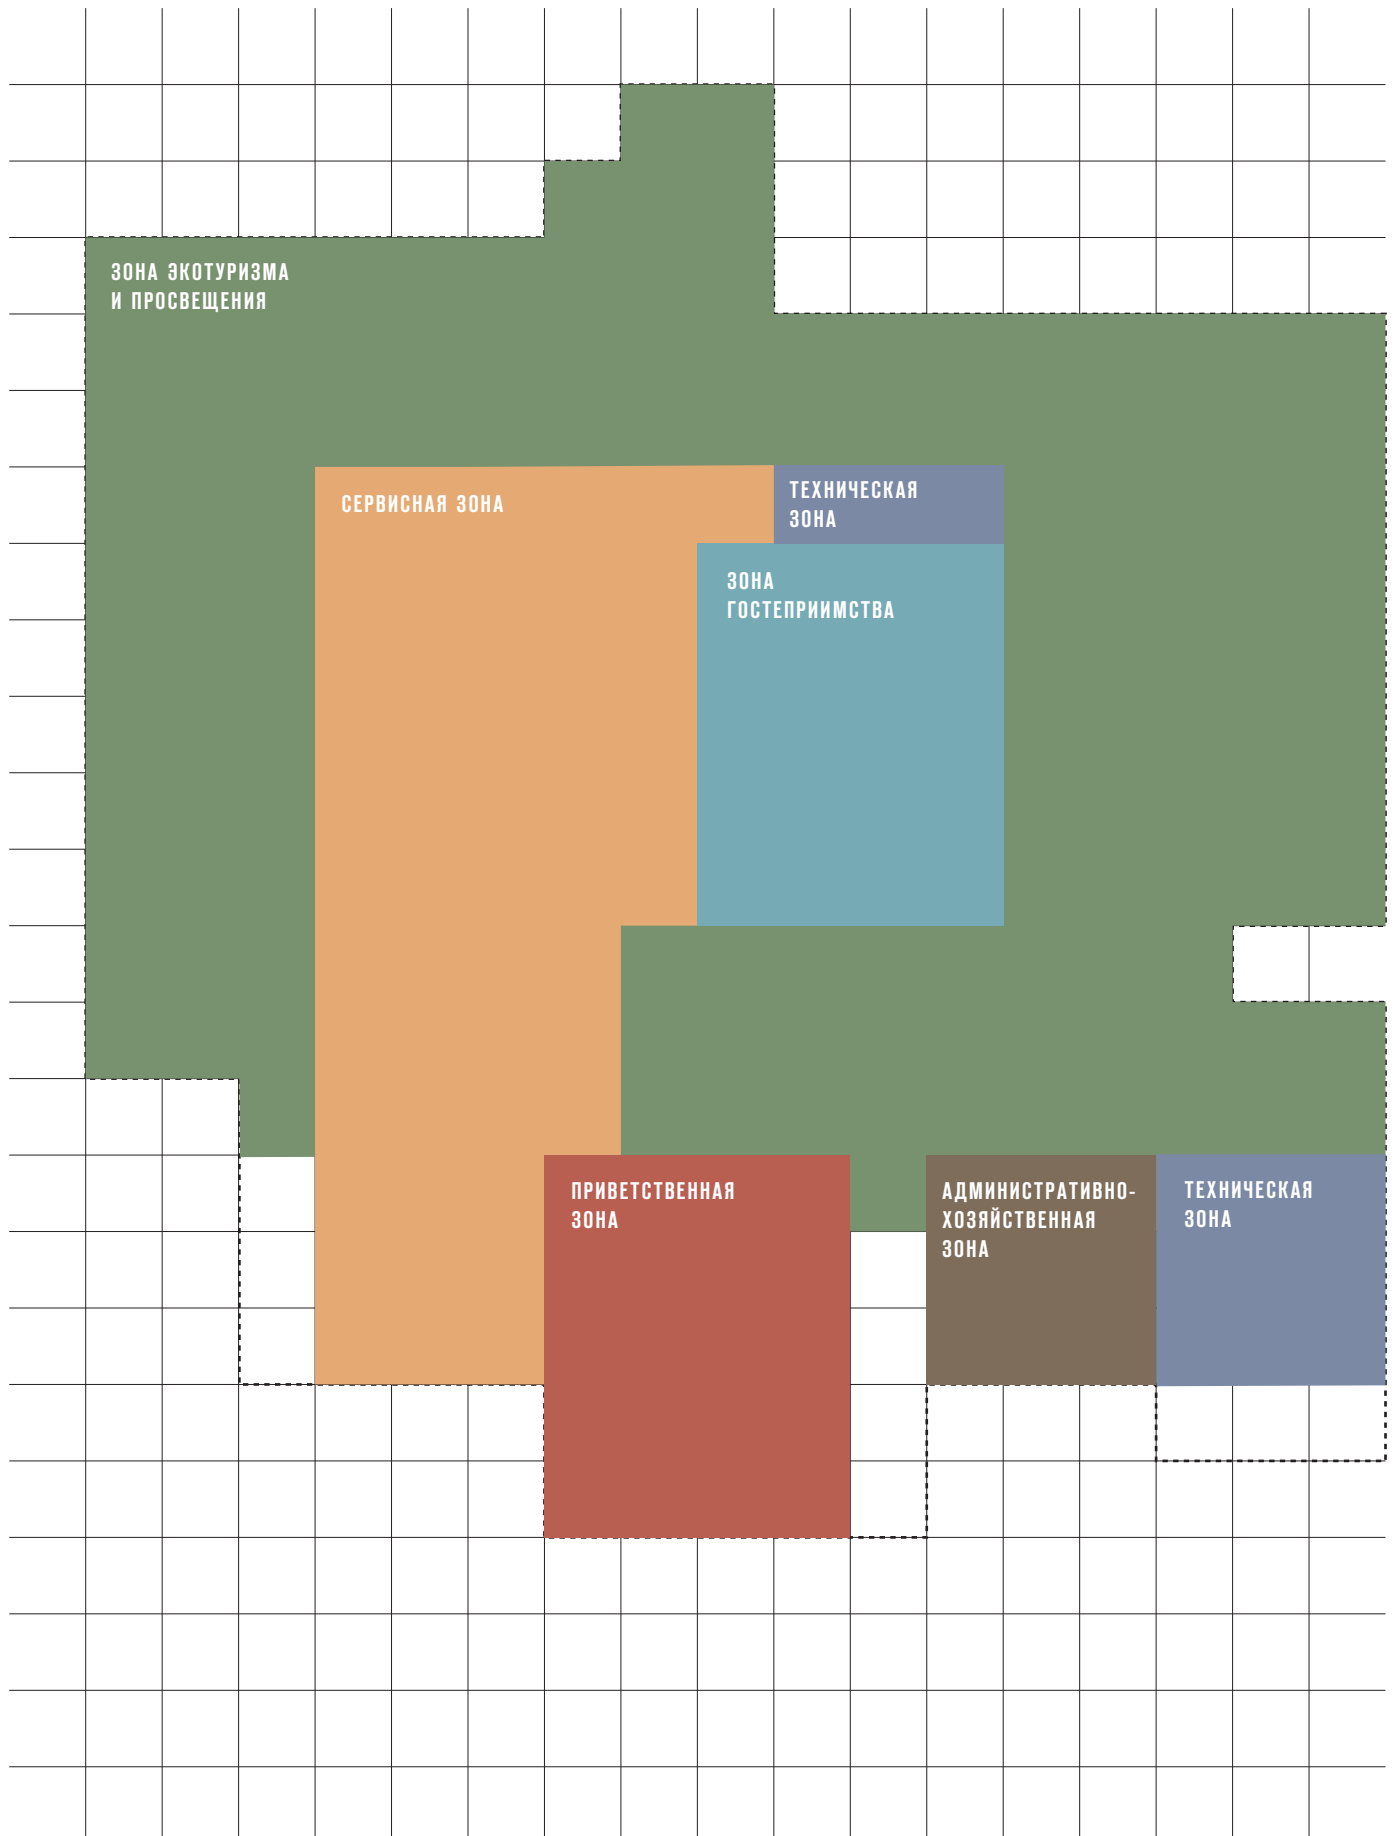 ЗОНА ЭКОТУРИЗМА
И ПРОСВЕЩЕНИЯ
СЕРВИСНАЯ ЗОНА
ТЕХНИЧЕСКАЯ
ЗОНА
ЗОНА
ГОСТЕПРИИМСТВА
ПРИВЕТСТВЕННАЯ
ЗОНА
АДМИНИСТРАТИВНО-
ХОЗЯЙСТВЕННАЯ
ЗОНА
ТЕХНИЧЕСКАЯ
ЗОНА